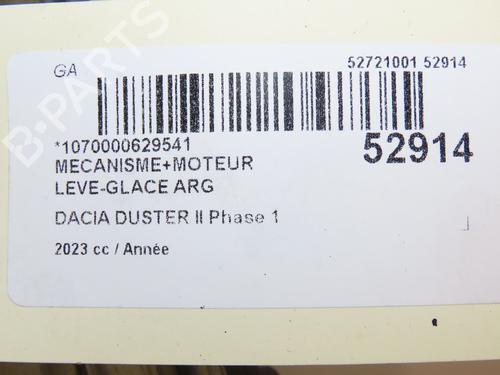 GA
52721001 52914
*1070000629541
52914
MECANISME+MOTEUR
LEVE-GLACE ARG
DACIA DUSTER II Phase 1
2023 cc / Année
B-PARTS